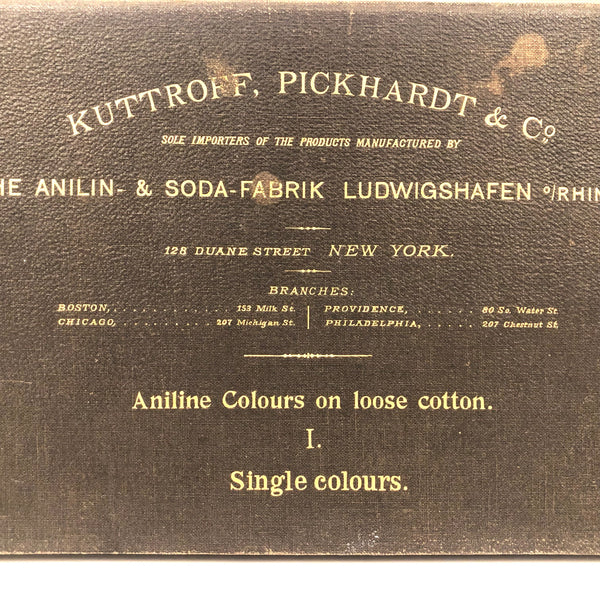 KUTTROFF, PICKHARDT & Co.
SOLE IMPORTERS OF THE PRODUCTS MANUFACTURED BY
HE ANILIN- & SODA-FABRIK LUDWIGSHAFEN O/RHIN
128 DUANE STREET NEW YORK.
BRANCHES:
BOSTON, . . . . . . . . . . 153 Milk St. | PROVIDENCE, . . . . . . 80 So. Water St.
CHICAGO, . . . . . . . . . . 207 Michigan St. | PHILADELPHIA, . . . . . 207 Chestnut St.
Aniline Colours on loose cotton.
I.
Single colours.